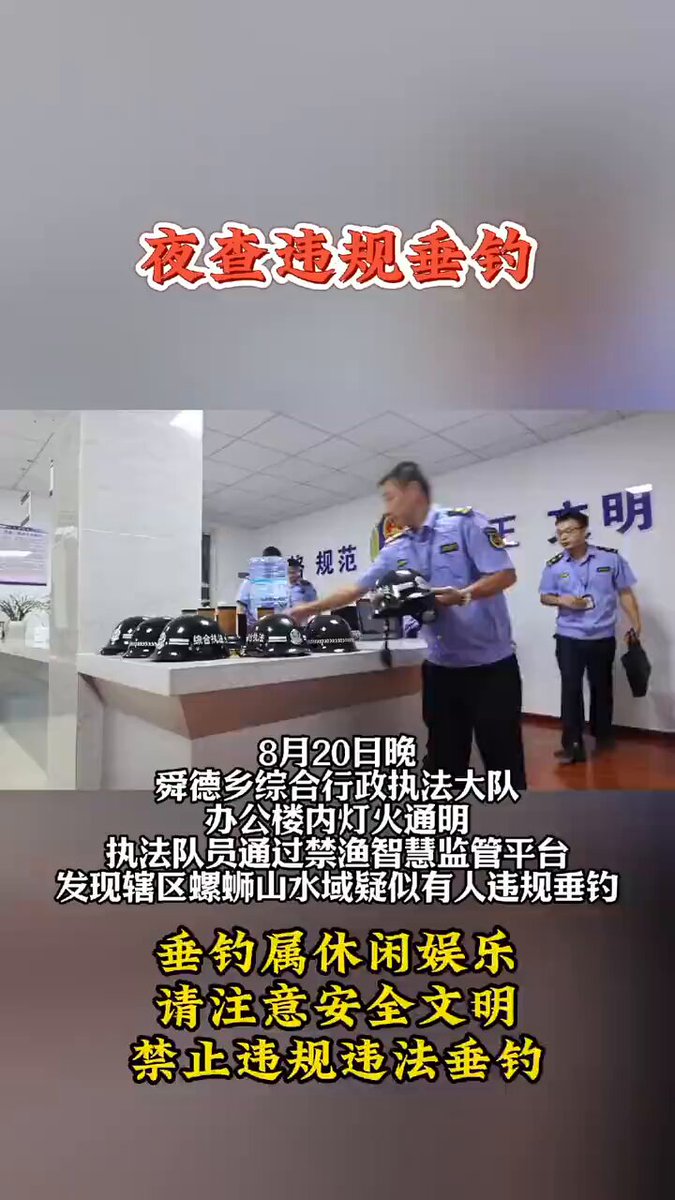 夜查违规垂钓
规范
文明
综合执法
8月20日晚
舜德乡综合行政执法大队
办公楼内灯火通明
执法队员通过禁渔智慧监管平台
发现辖区螺蛳山水域疑似有人违规垂钓
垂钓属休闲娱乐
请注意安全文明
禁止违规违法垂钓